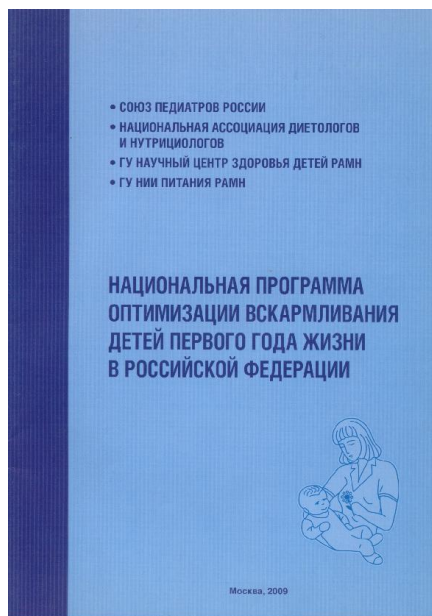 • СОЮЗ ПЕДИАТРОВ РОССИИ
• НАЦИОНАЛЬНАЯ АССОЦИАЦИЯ ДИЕТОЛОГОВ
И НУТРИЦИОЛОГОВ
• ГУ НАУЧНЫЙ ЦЕНТР ЗДОРОВЬЯ ДЕТЕЙ РАМН
• ГУ НИИ ПИТАНИЯ РАМН
НАЦИОНАЛЬНАЯ ПРОГРАММА
ОПТИМИЗАЦИИ ВСКАРМЛИВАНИЯ
ДЕТЕЙ ПЕРВОГО ГОДА ЖИЗНИ
В РОССИЙСКОЙ ФЕДЕРАЦИИ
Москва, 2009